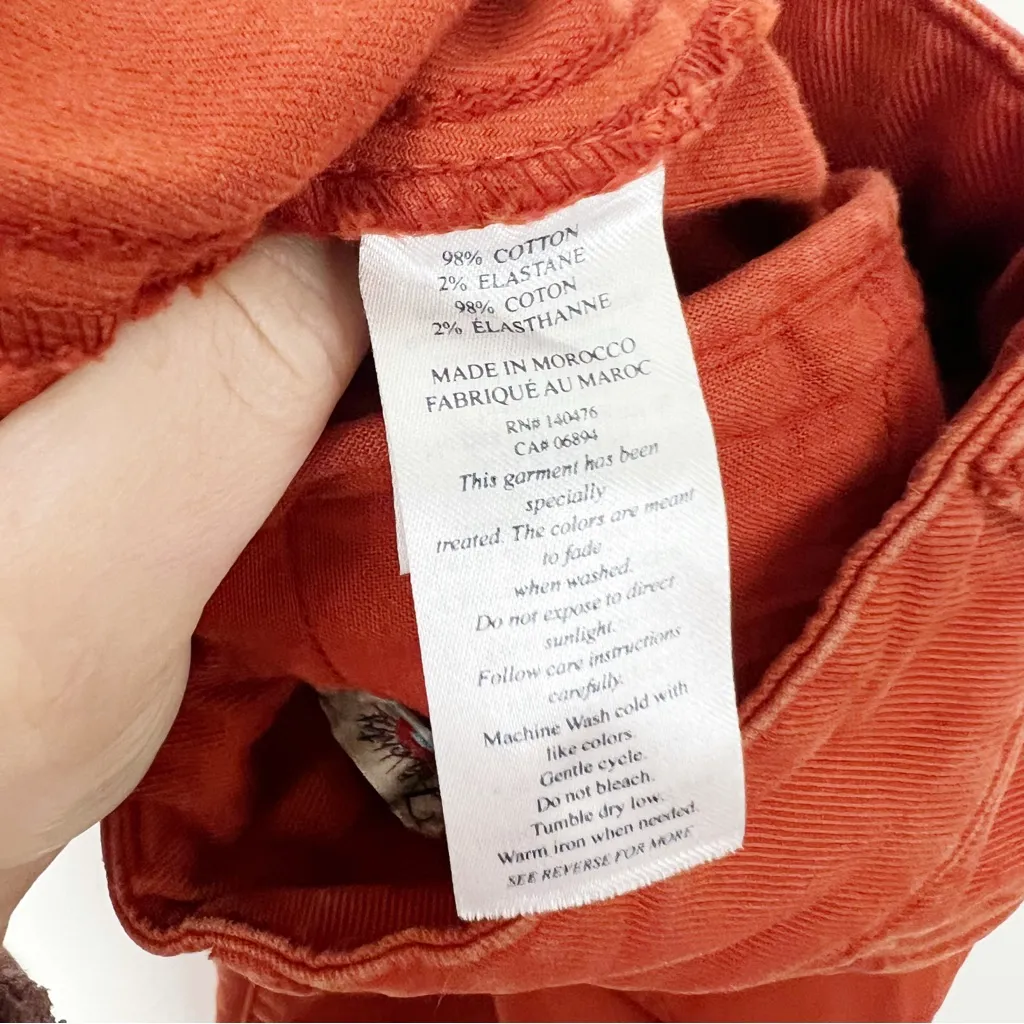 98% COTTON
2% ELASTANE
98% COTON
2% ÉLASTHANNE
MADE IN MOROCCO
FABRIQUÉ AU MAROC
RN# 140476
CA# 06894
This garment has been
specially
treated. The colors are meant
to fade
when washed.
Do not expose to direct
sunlight.
Follow care instructions
carefully.
Machine Wash cold with
like colors.
Gentle cycle.
Do not bleach.
Tumble dry low.
Warm iron when needed.
SEE REVERSE FOR MORE